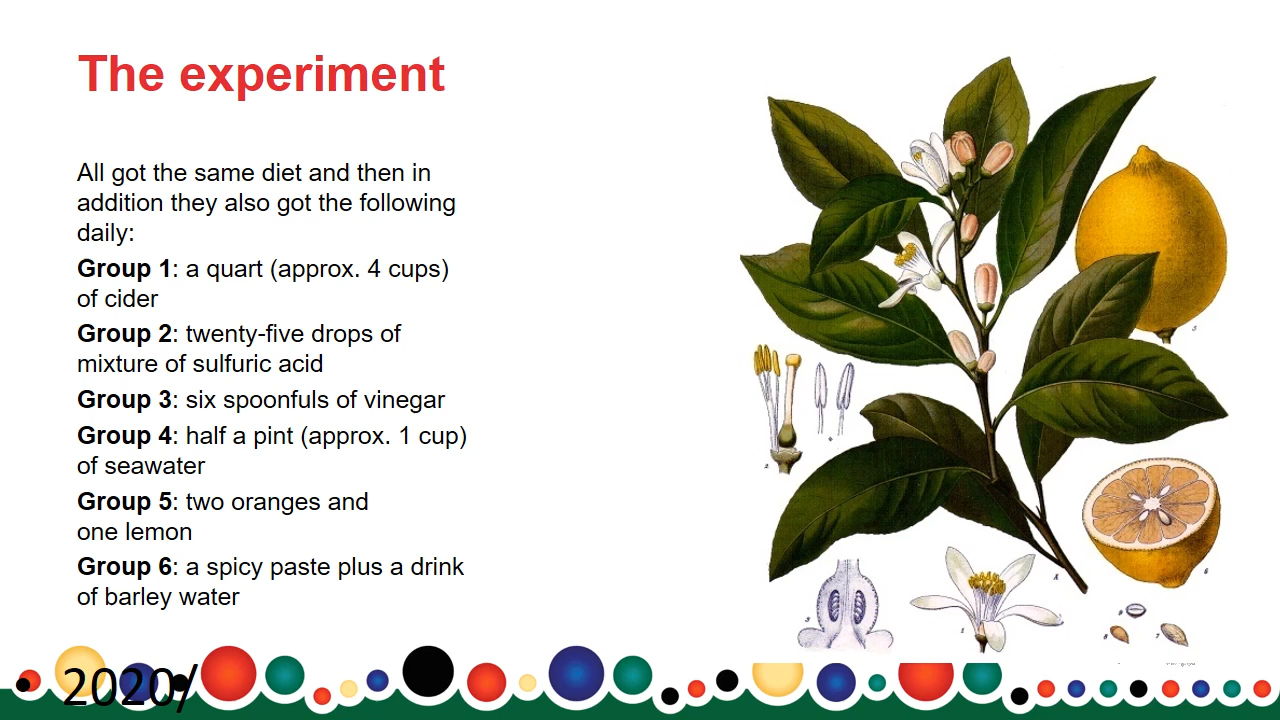 The experiment
All got the same diet and then in
addition they also got the following
daily:
Group 1: a quart (approx. 4 cups)
of cider
Group 2: twenty-five drops of
mixture of sulfuric acid
Group 3: six spoonfuls of vinegar
Group 4: half a pint (approx. 1 cup)
of seawater
Group 5: two oranges and
one lemon
Group 6: a spicy paste plus a drink
of barley water
2020/